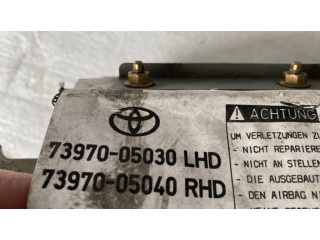 73970-05030 LHD
73970-05040 RHD
ACHTUNG
UM VERLETZUNGEN ZU
- NICHT REPARIEREN
- NICHT AN STELLEN
- DIE AUSGEBAUT
- DEN AIRBAG NI